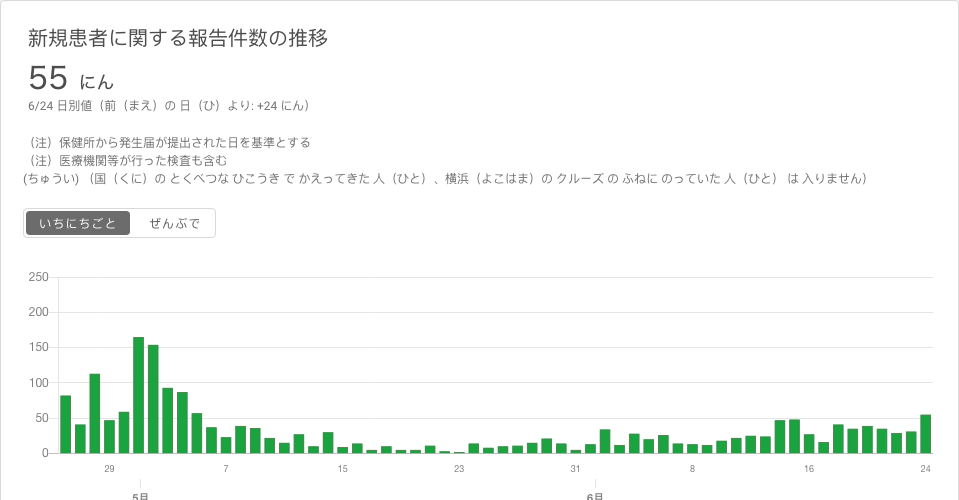 新規患者に関する報告件数の推移
55 にん
6/24 日別値（前（まえ）の 日（ひ）より: +24 にん）
（注）保健所から発生届が提出された日を基準とする
（注）医療機関等が行った検査も含む
(ちゅうい) （国（くに）の とくべつな ひこうき で かえってきた 人（ひと）、横浜（よこはま）の クルーズ の ふねに のっていた 人（ひと） は 入りません）
いちにちごと ぜんぶで
250
200
150
100
50
0
29 7 15 23 31 8 16 24
5月 6月